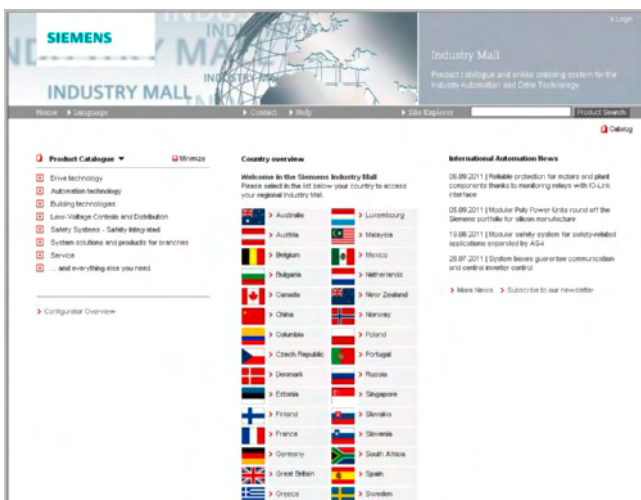 SIEMENS
INDUSTRY MALL
Login
Industry Mall
Product catalogue and online ordering system for the
Industry Automation and Drive Technology.
Home Language Contact Help Site Explorer Product Search
Catalog
Product Catalogue Minimize
Drive technology
Automation technology
Building technologies
Low-Voltage Controls and Distribution
Safety Systems - Safety Integrated
System solutions and products for branches
Service
... and everything else you need
Configurator Overview
Country overview
Welcome in the Siemens Industry Mall
Please select in the list below your country to access
your regional Industry Mall.
Australia Luxembourg
Austria Malaysia
Belgium Mexico
Bulgaria Netherlands
Canada New Zealand
China Norway
Columbia Poland
Czech Republic Portugal
Denmark Russia
Estonia Singapore
Finland Slovakia
France Slovenia
Germany South Africa
Great Britain Spain
Greece Sweden
International Automation News
06.09.2011 | Reliable protection for motors and plant
components thanks to monitoring relays with IO-Link
interface
05.09.2011 | Modular Poly Power Units round off the
Siemens portfolio for silicon manufacture
19.08.2011 | Modular safety system for safety-related
applications expanded by AS-i
28.07.2011 | System boxes guarantee communication
and central inverter control
More News Subscribe to our newsletter